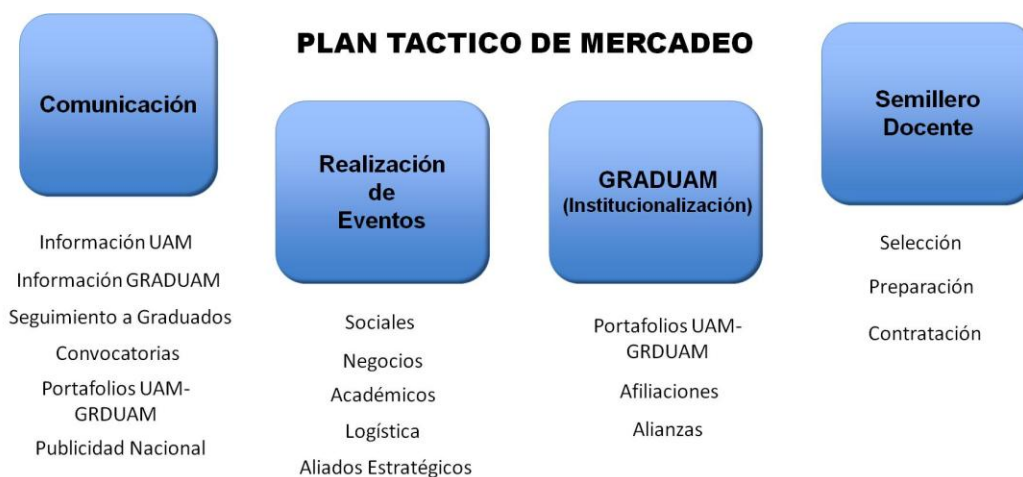 PLAN TACTICO DE MERCADEO
Comunicación
Información UAM
Información GRADUAM
Seguimiento a Graduados
Convocatorias
Portafolios UAM-
GRDUAM
Publicidad Nacional
Realización
de
Eventos
Sociales
Negocios
Académicos
Logística
Aliados Estratégicos
GRADUAM
(Institucionalización)
Portafolios UAM-
GRDUAM
Afiliaciones
Alianzas
Semillero
Docente
Selección
Preparación
Contratación